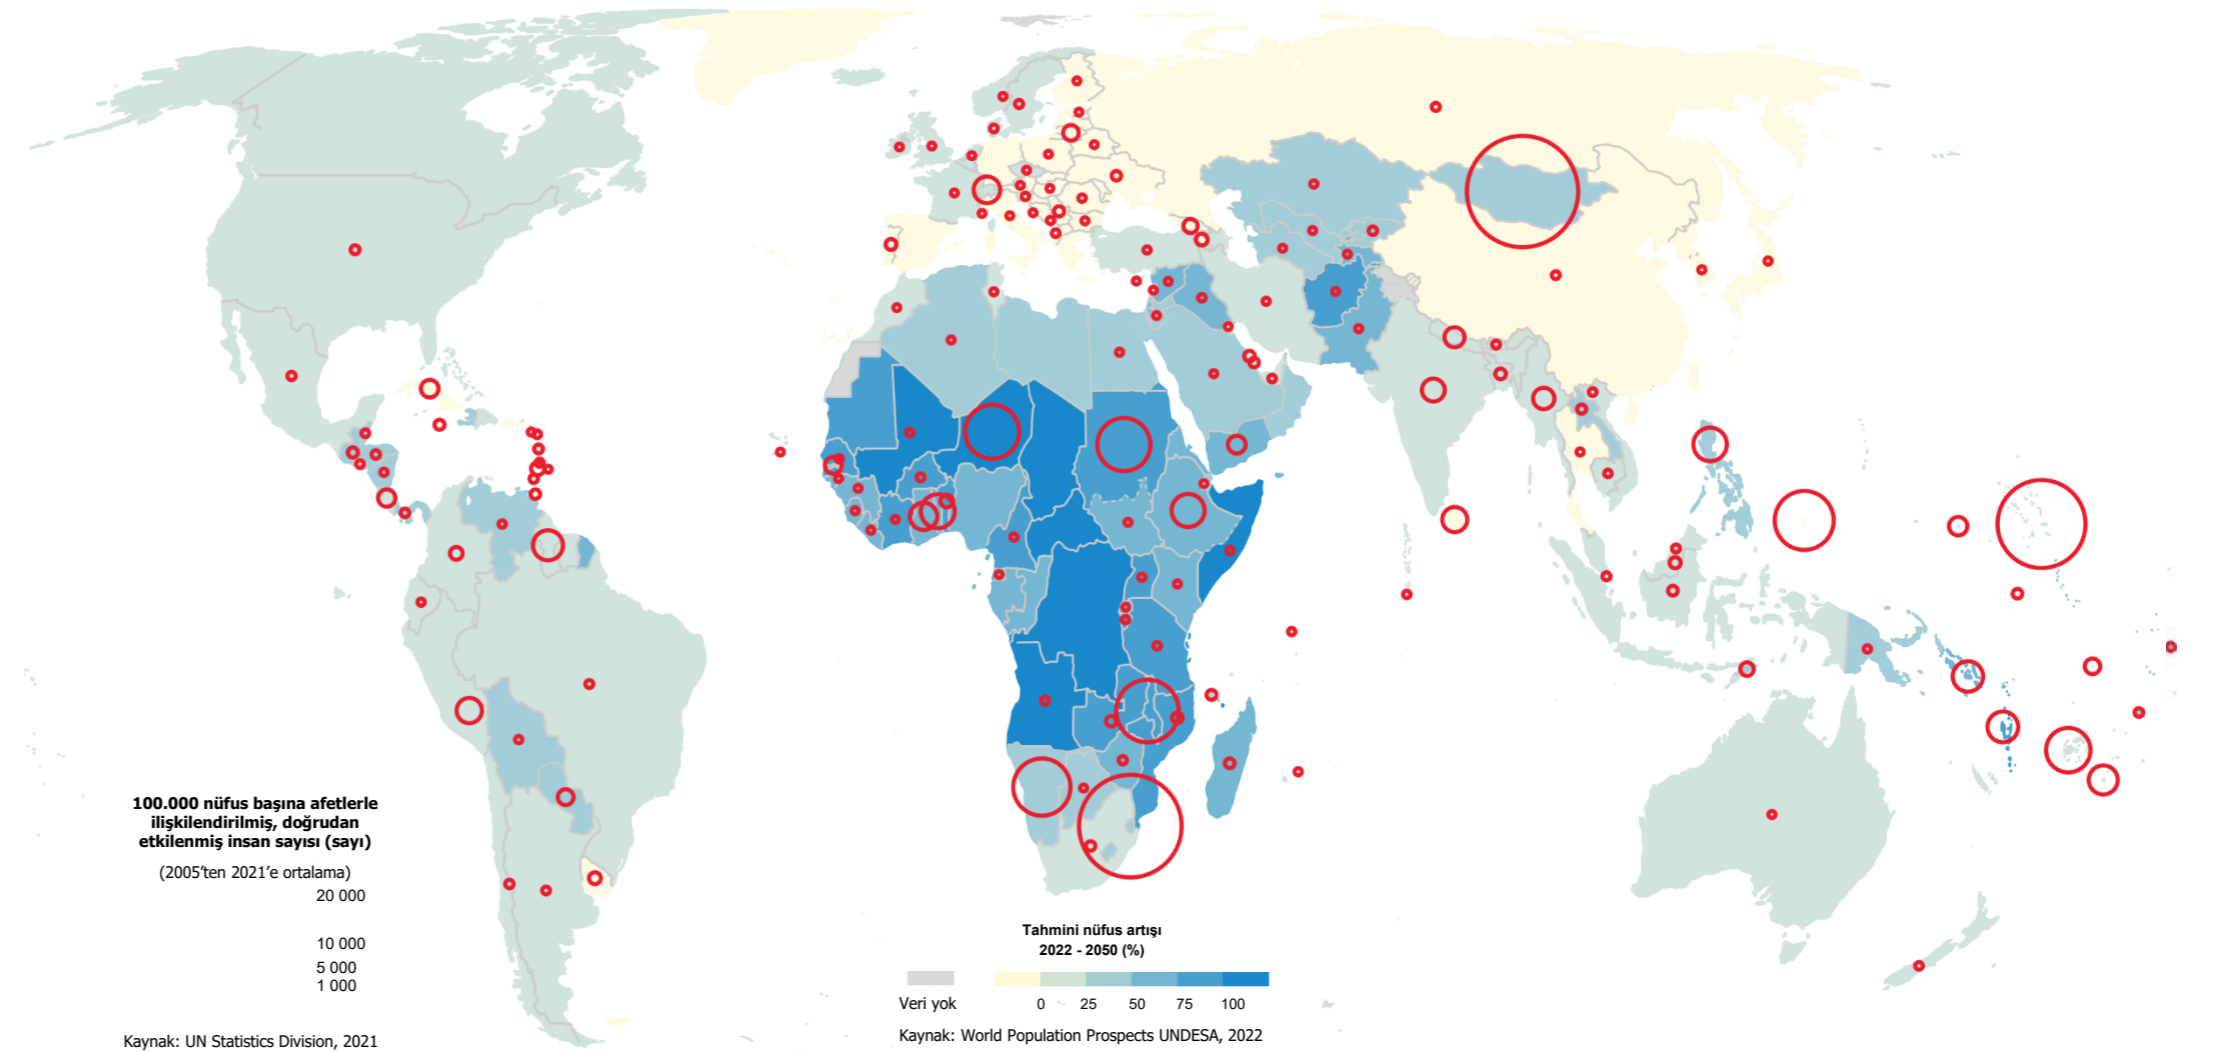 100.000 nüfus başına afetlerle
ilişkilendirilmiş, doğrudan
etkilenmiş insan sayısı (sayı)
(2005'ten 2021'e ortalama)
20 000
10 000
5 000
1 000
Kaynak: UN Statistics Division, 2021
Tahmini nüfus artışı
2022 - 2050 (%)
Veri yok
0 25 50 75 100
Kaynak: World Population Prospects UNDESA, 2022